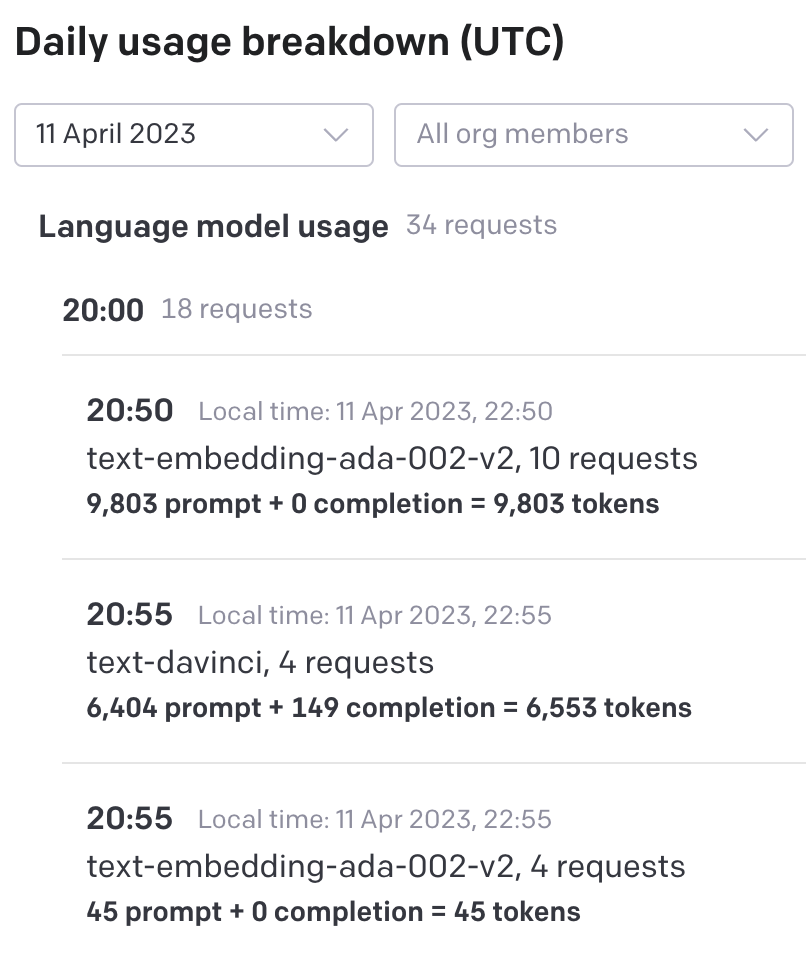 Daily usage breakdown (UTC)
11 April 2023
All org members
Language model usage 34 requests
20:00 18 requests
20:50 Local time: 11 Apr 2023, 22:50
text-embedding-ada-002-v2, 10 requests
9,803 prompt + 0 completion = 9,803 tokens
20:55 Local time: 11 Apr 2023, 22:55
text-davinci, 4 requests
6,404 prompt + 149 completion = 6,553 tokens
20:55 Local time: 11 Apr 2023, 22:55
text-embedding-ada-002-v2, 4 requests
45 prompt + 0 completion = 45 tokens